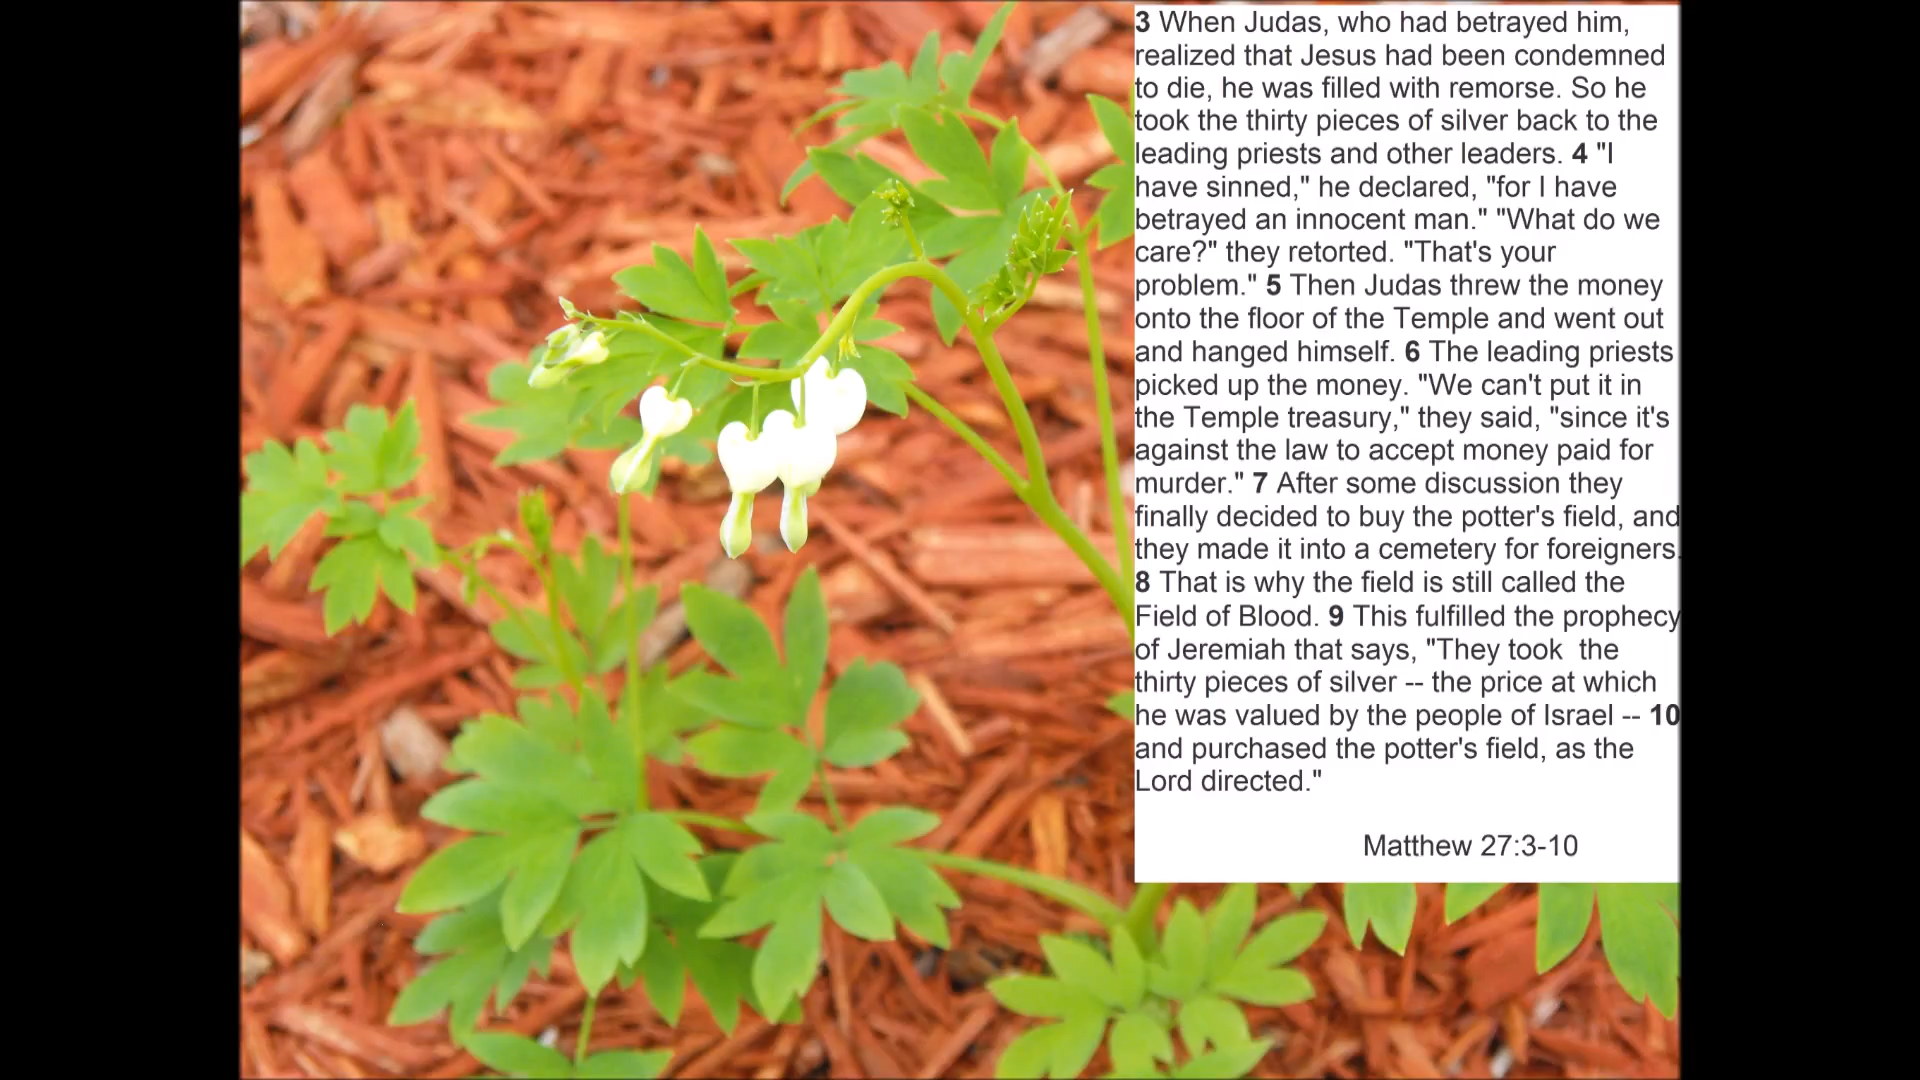 3 When Judas, who had betrayed him,
realized that Jesus had been condemned
to die, he was filled with remorse. So he
took the thirty pieces of silver back to the
leading priests and other leaders. 4 "I
have sinned," he declared, "for I have
betrayed an innocent man." "What do we
care?" they retorted. "That's your
problem." 5 Then Judas threw the money
onto the floor of the Temple and went out
and hanged himself. 6 The leading priests
picked up the money. "We can't put it in
the Temple treasury," they said, "since it's
against the law to accept money paid for
murder." 7 After some discussion they
finally decided to buy the potter's field, and
they made it into a cemetery for foreigners.
8 That is why the field is still called the
Field of Blood. 9 This fulfilled the prophecy
of Jeremiah that says, "They took  the
thirty pieces of silver -- the price at which
he was valued by the people of Israel -- 10
and purchased the potter's field, as the
Lord directed."
Matthew 27:3-10